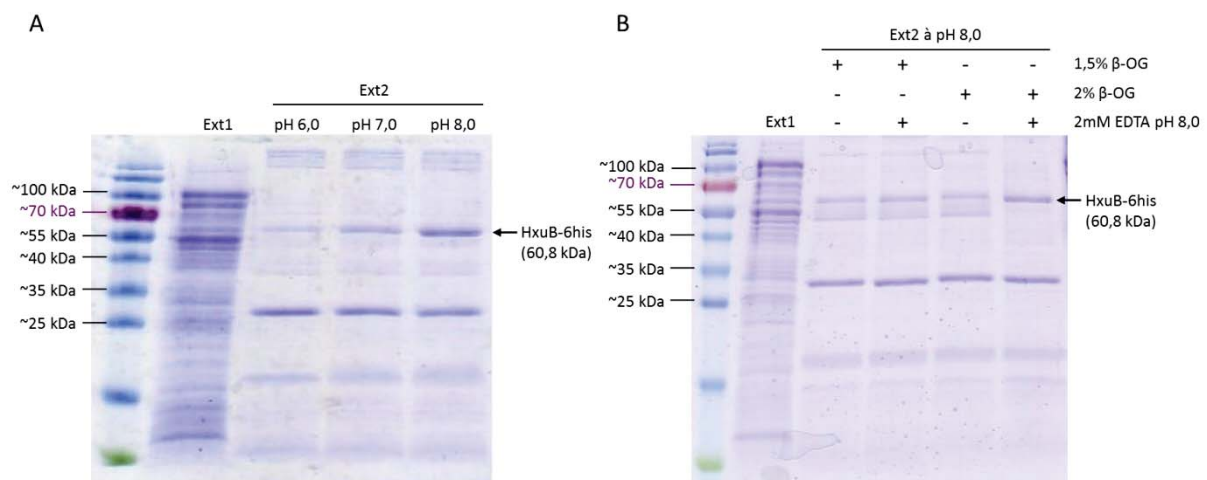 A
Ext2
Ext1
pH 6,0
pH 7,0
pH 8,0
~100 kDa
~70 kDa
~55 kDa
~40 kDa
~35 kDa
~25 kDa
HxuB-6his
(60,8 kDa)
B
Ext2 à pH 8,0
+ + - - 1,5% β-OG
- - + + 2% β-OG
Ext1 - + - + 2mM EDTA pH 8,0
~100 kDa
~70 kDa
~55 kDa
~40 kDa
~35 kDa
~25 kDa
HxuB-6his
(60,8 kDa)